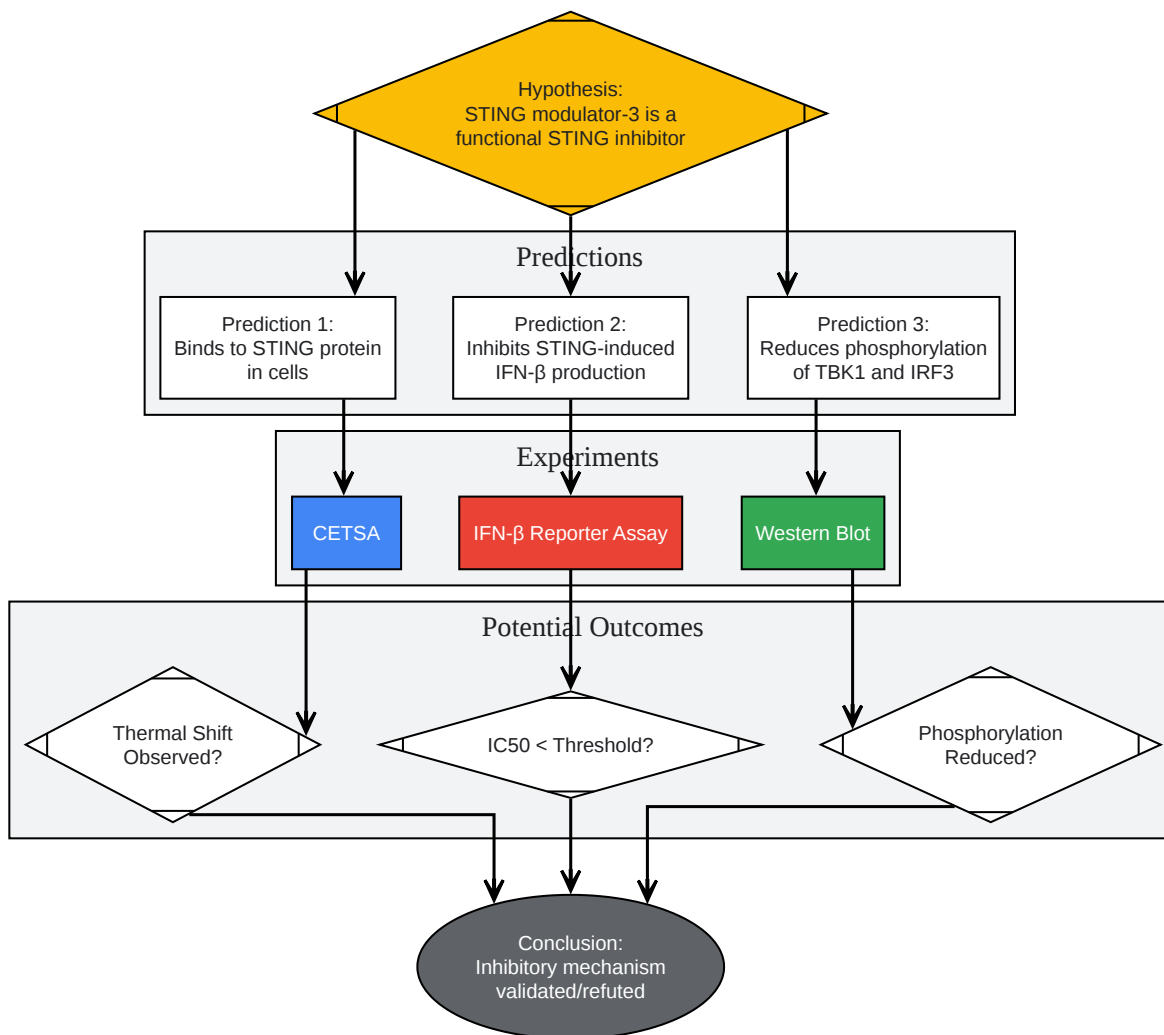 Hypothesis:
STING modulator-3 is a
functional STING inhibitor
Predictions
Prediction 1:
Binds to STING protein
in cells
Prediction 2:
Inhibits STING-induced
IFN-β production
Prediction 3:
Reduces phosphorylation
of TBK1 and IRF3
Experiments
CETSA
IFN-β Reporter Assay
Western Blot
Potential Outcomes
Thermal Shift
Observed?
IC50 < Threshold?
Phosphorylation
Reduced?
Conclusion:
Inhibitory mechanism
validated/refuted